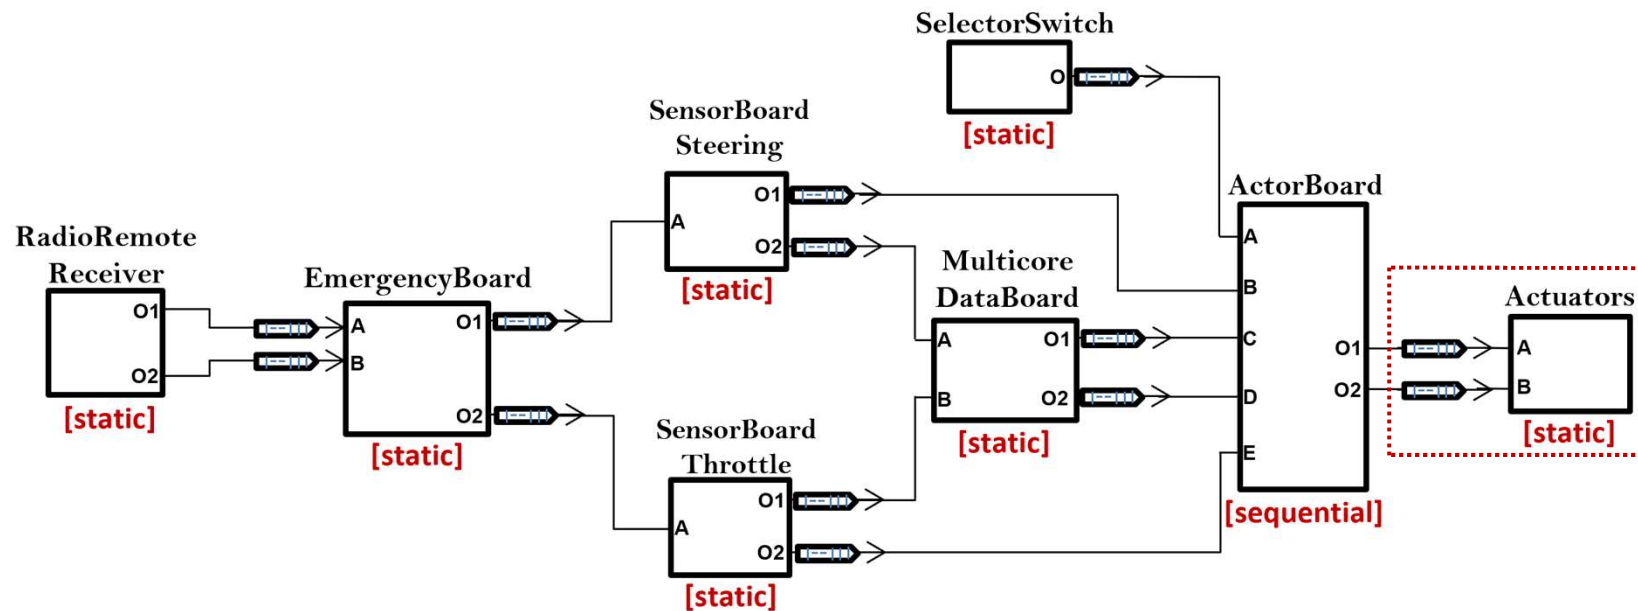 SelectorSwitch
O
[static]
SensorBoard
Steering
A
O1
O2
[static]
ActorBoard
A
B
C
D
E
O1
O2
[sequential]
RadioRemote
Receiver
O1
O2
[static]
EmergencyBoard
A
B
O1
O2
[static]
Multicore
DataBoard
A
B
O1
O2
[static]
Actuators
A
B
[static]
SensorBoard
Throttle
A
O1
O2
[static]